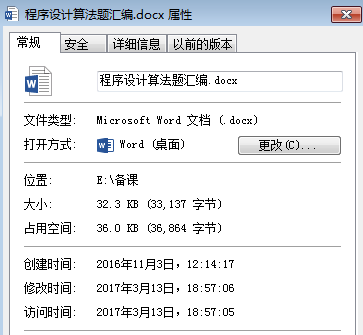 程序设计算法题汇编.docx 属性
常规 安全 详细信息 以前的版本
程序设计算法题汇编.docx
文件类型: Microsoft Word 文档 (.docx)
打开方式: Word (桌面) 更改(C)...
位置: E:\备课
大小: 32.3 KB (33,137 字节)
占用空间: 36.0 KB (36,864 字节)
创建时间: 2016年11月3日，12:14:17
修改时间: 2017年3月13日，18:57:06
访问时间: 2017年3月13日，18:57:05